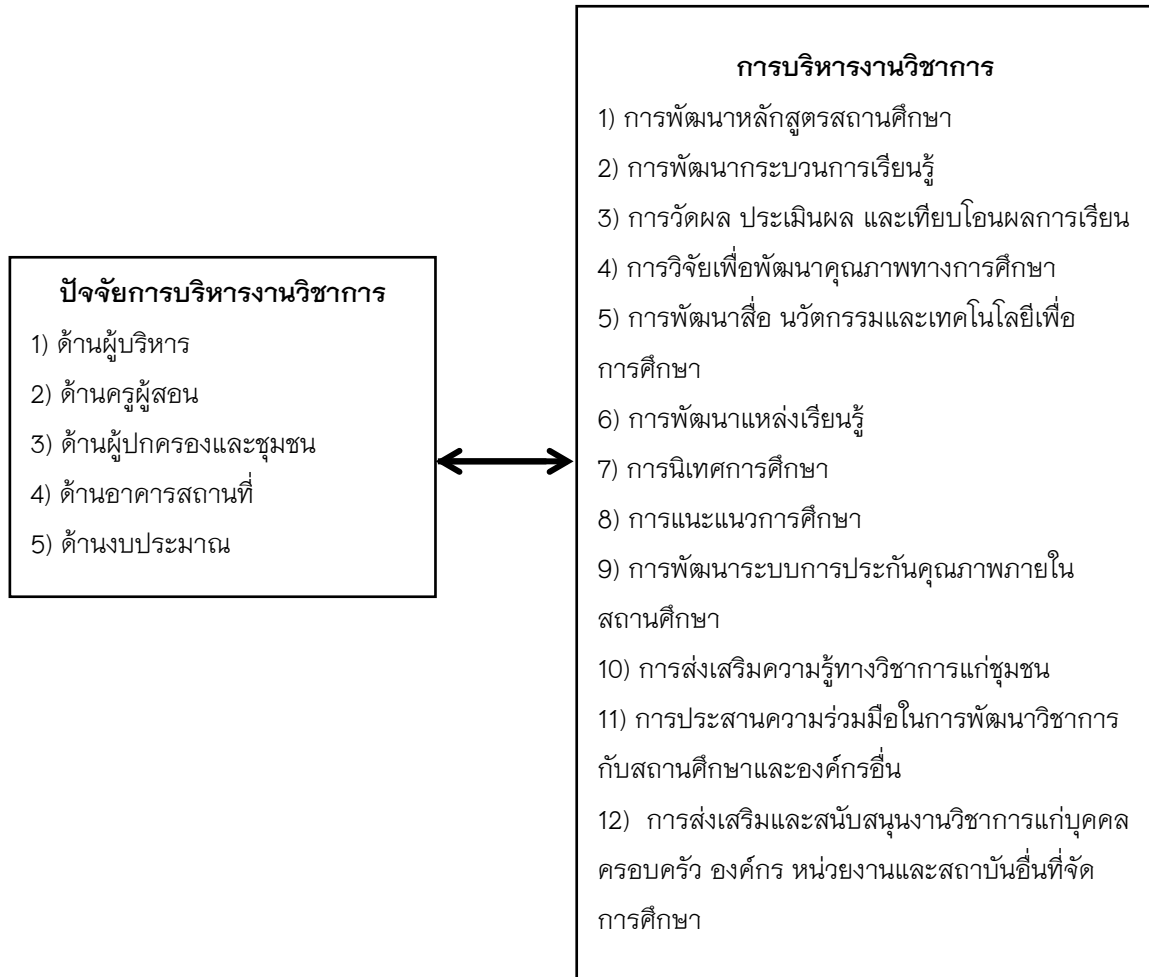 ปัจจัยการบริหารงานวิชาการ
1) ด้านผู้บริหาร
2) ด้านครูผู้สอน
3) ด้านผู้ปกครองและชุมชน
4) ด้านอาคารสถานที่
5) ด้านงบประมาณ
การบริหารงานวิชาการ
1) การพัฒนาหลักสูตรสถานศึกษา
2) การพัฒนากระบวนการเรียนรู้
3) การวัดผล ประเมินผล และเทียบโอนผลการเรียน
4) การวิจัยเพื่อพัฒนาคุณภาพทางการศึกษา
5) การพัฒนาสื่อ นวัตกรรมและเทคโนโลยีเพื่อ
การศึกษา
6) การพัฒนาแหล่งเรียนรู้
7) การนิเทศการศึกษา
8) การแนะแนวการศึกษา
9) การพัฒนาระบบการประกันคุณภาพภายใน
สถานศึกษา
10) การส่งเสริมความรู้ทางวิชาการแก่ชุมชน
11) การประสานความร่วมมือในการพัฒนาวิชาการ
กับสถานศึกษาและองค์กรอื่น
12) การส่งเสริมและสนับสนุนงานวิชาการแก่บุคคล
ครอบครัว องค์กร หน่วยงานและสถาบันอื่นที่จัด
การศึกษา